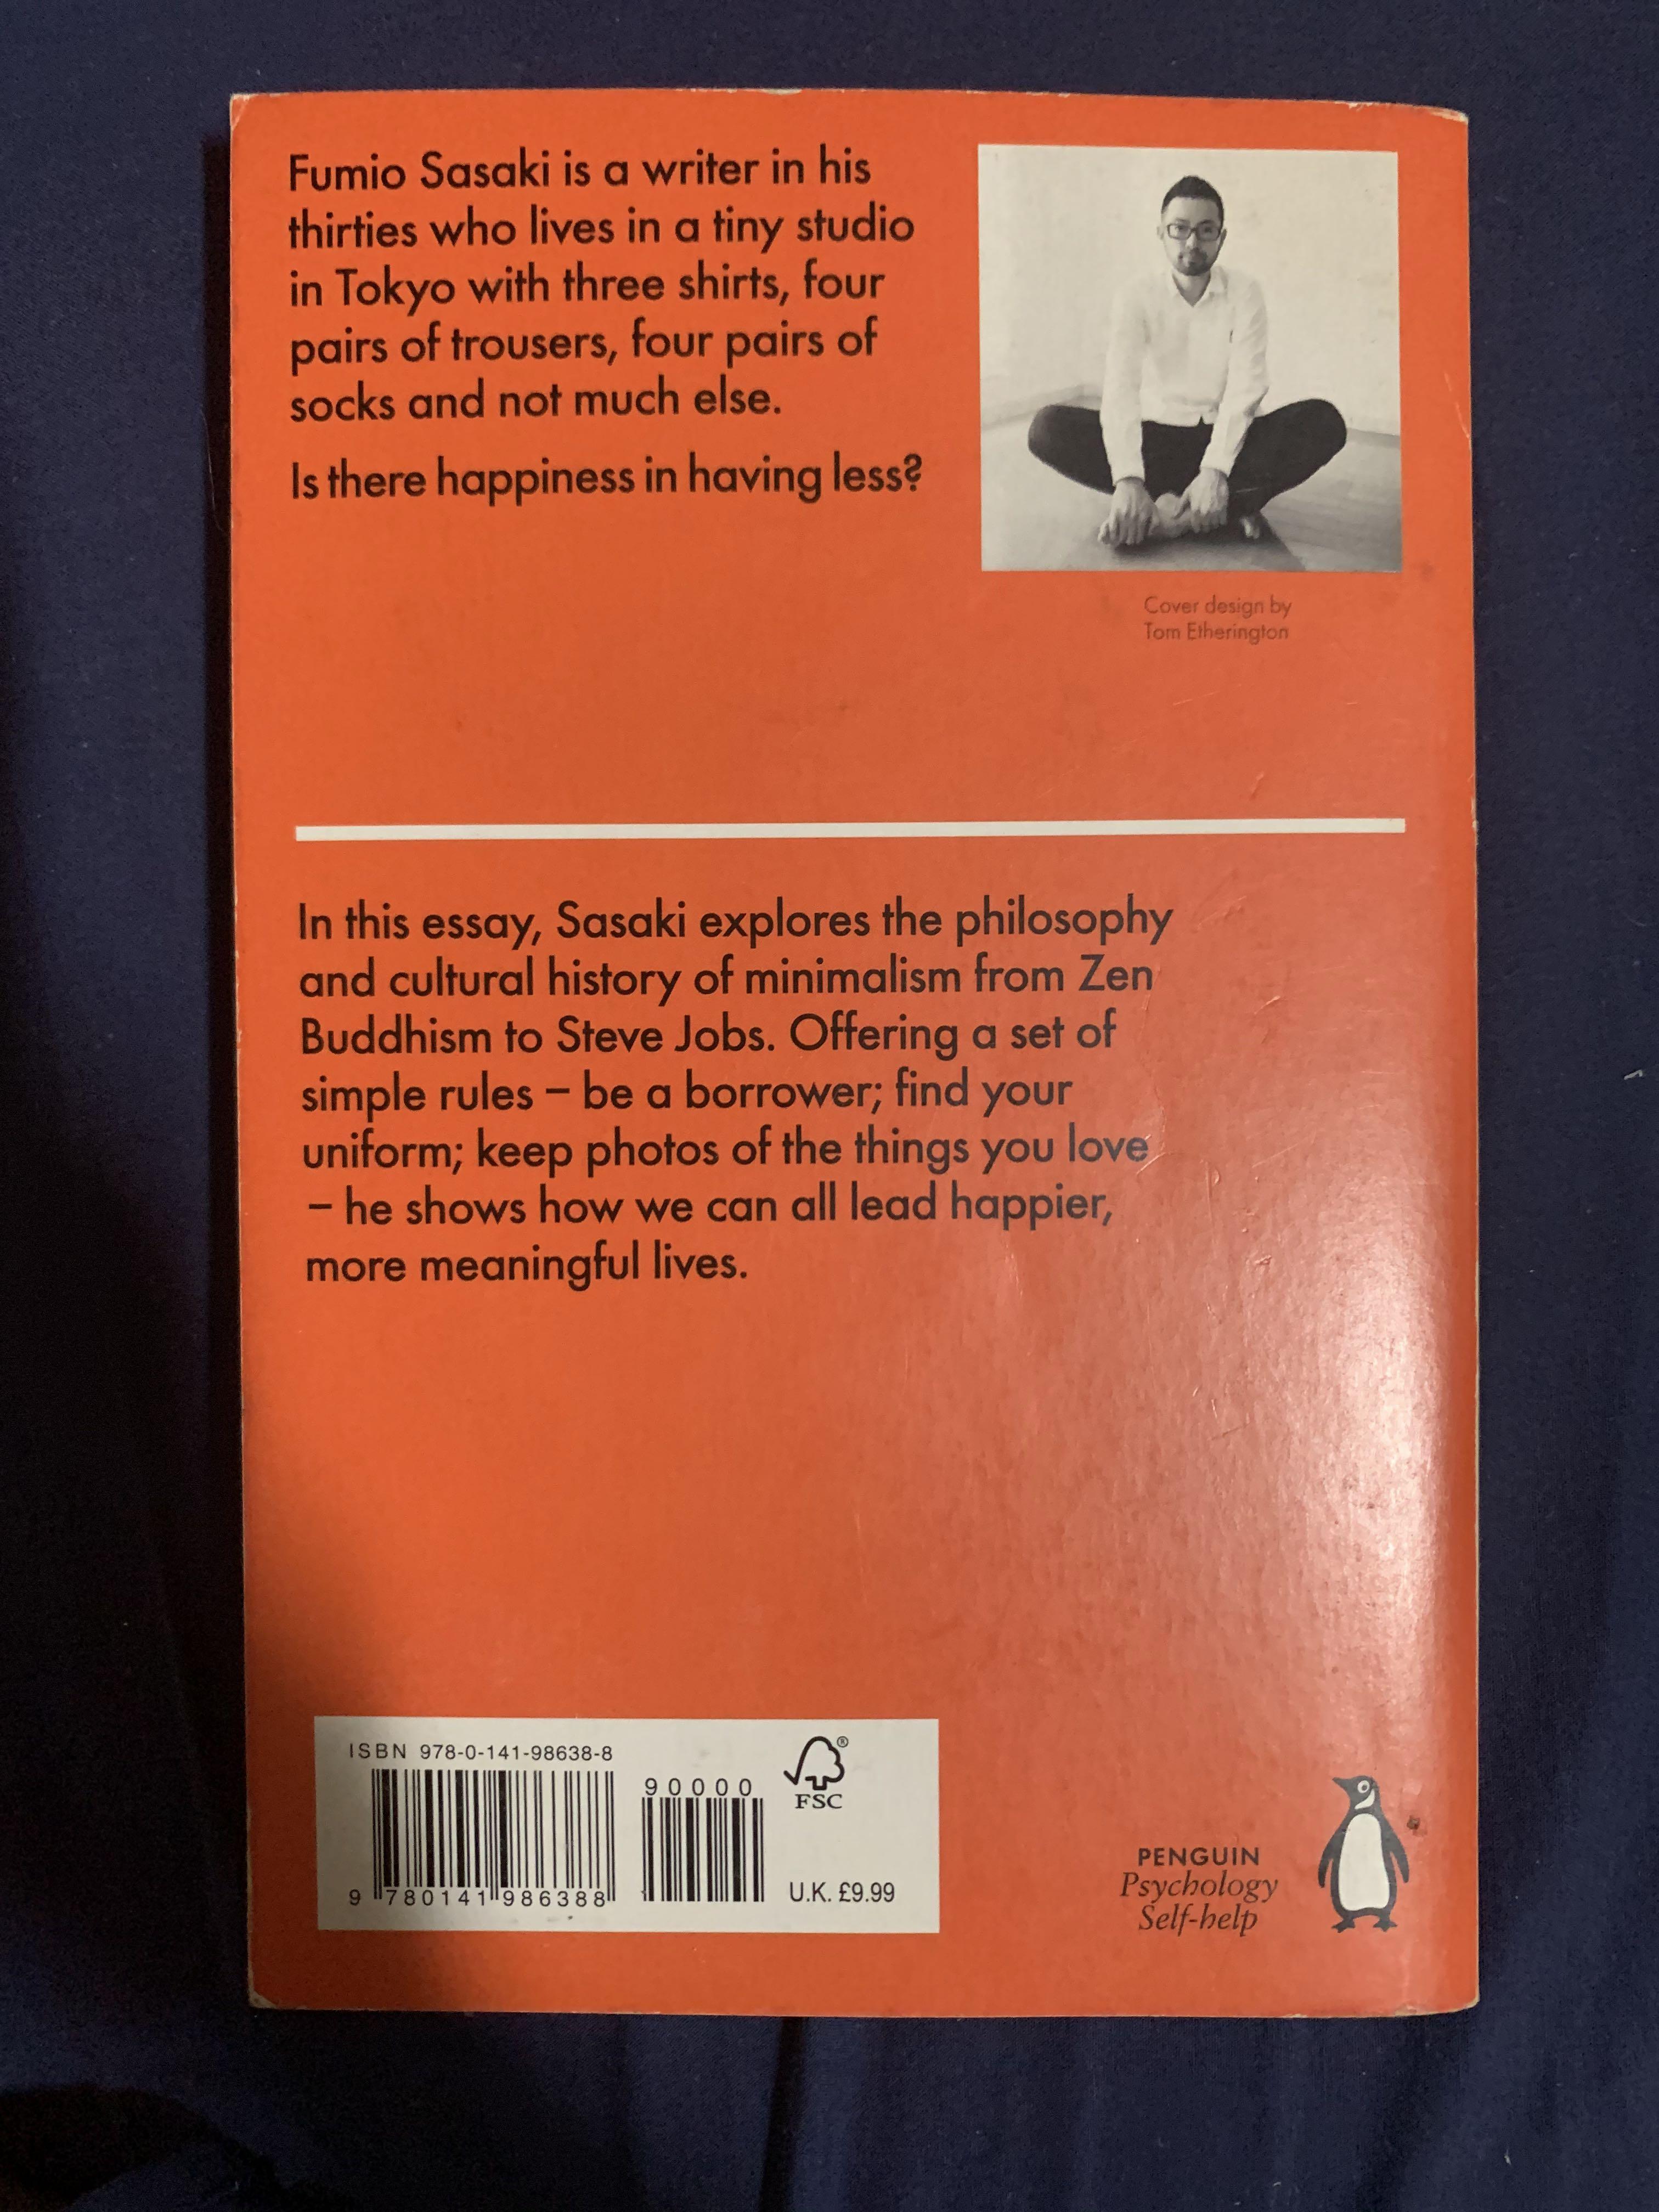 Fumio Sasaki is a writer in his
thirties who lives in a tiny studio
in Tokyo with three shirts, four
pairs of trousers, four pairs of
socks and not much else.
Is there happiness in having less?
Cover design by
Tom Etherington
In this essay, Sasaki explores the philosophy
and cultural history of minimalism from Zen
Buddhism to Steve Jobs. Offering a set of
simple rules – be a borrower; find your
uniform; keep photos of the things you love
– he shows how we can all lead happier,
more meaningful lives.
ISBN 978-0-141-98638-8
90000
9 780141 986388
®
FSC
U.K. £9.99
PENGUIN
Psychology
Self-help